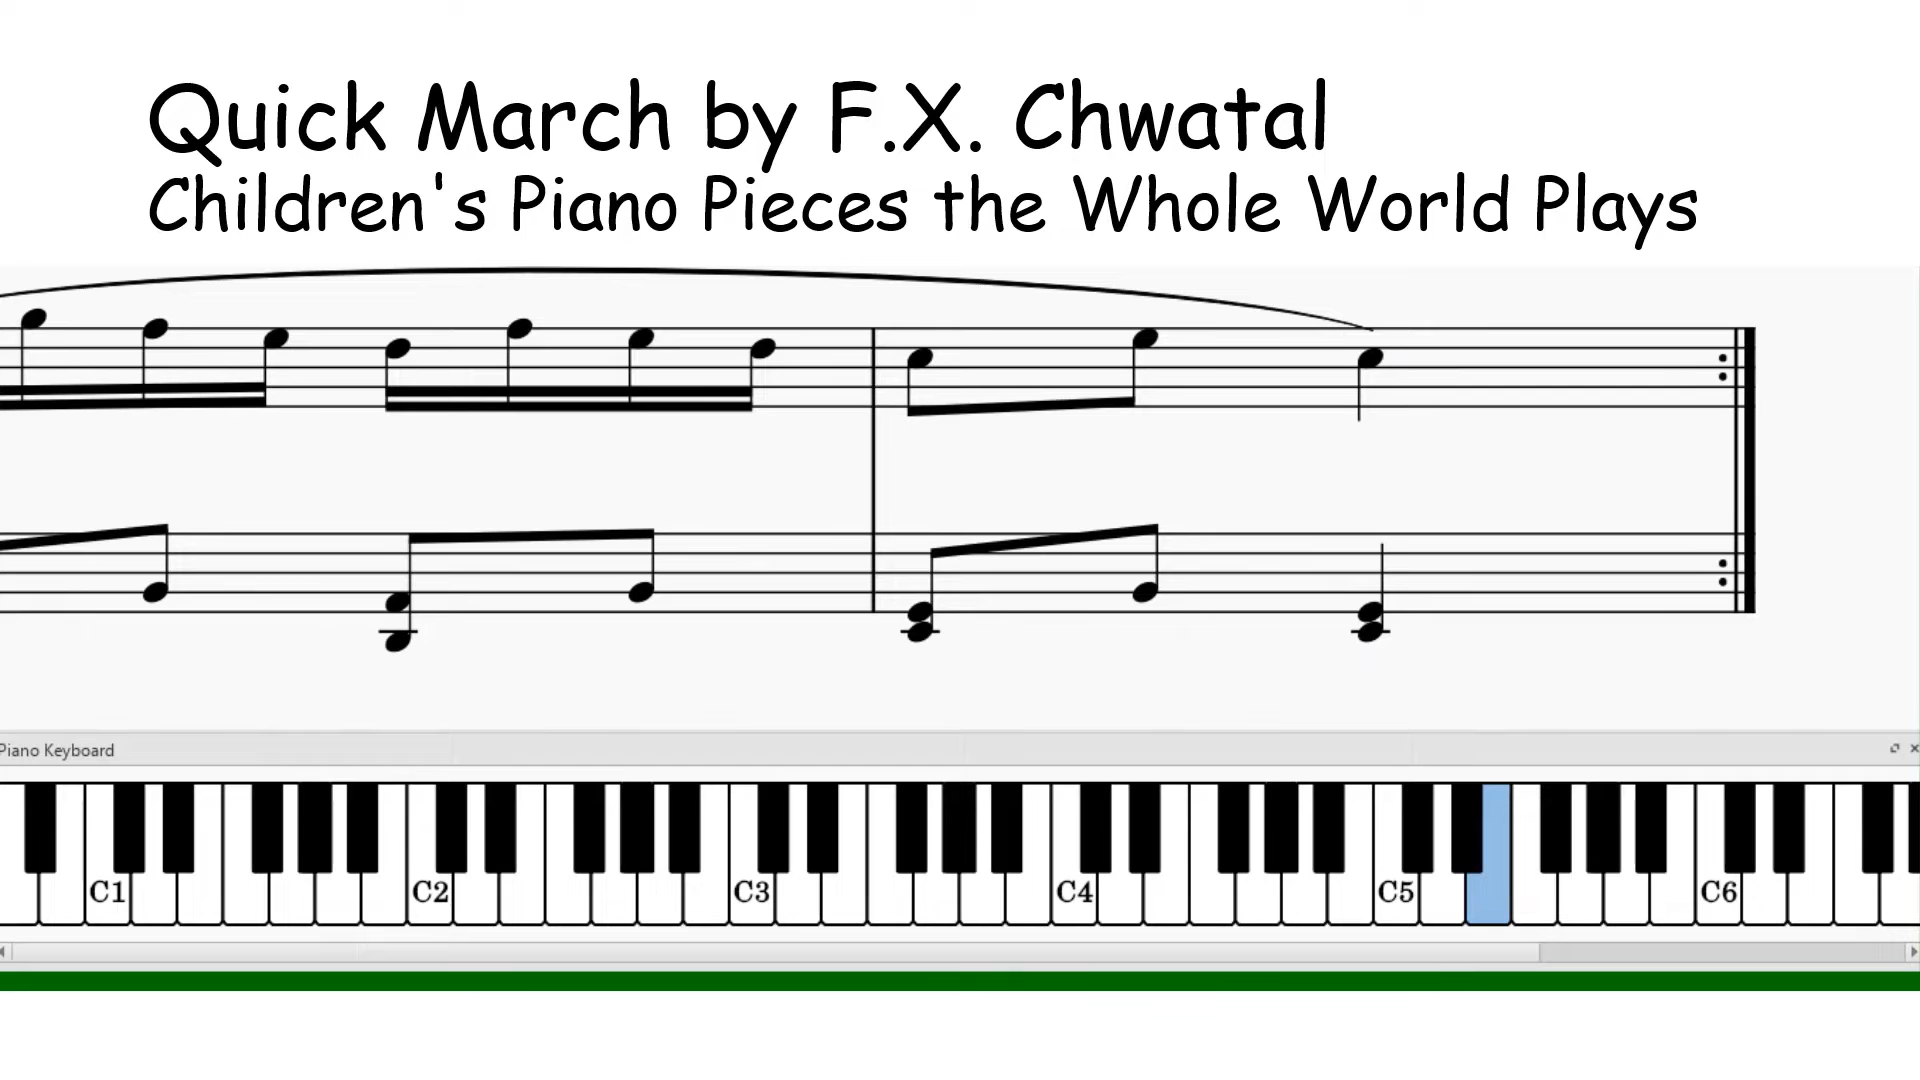 Quick March by F.X. Chwatal
Children's Piano Pieces the Whole World Plays
Piano Keyboard
C1 C2 C3 C4 C5 C6